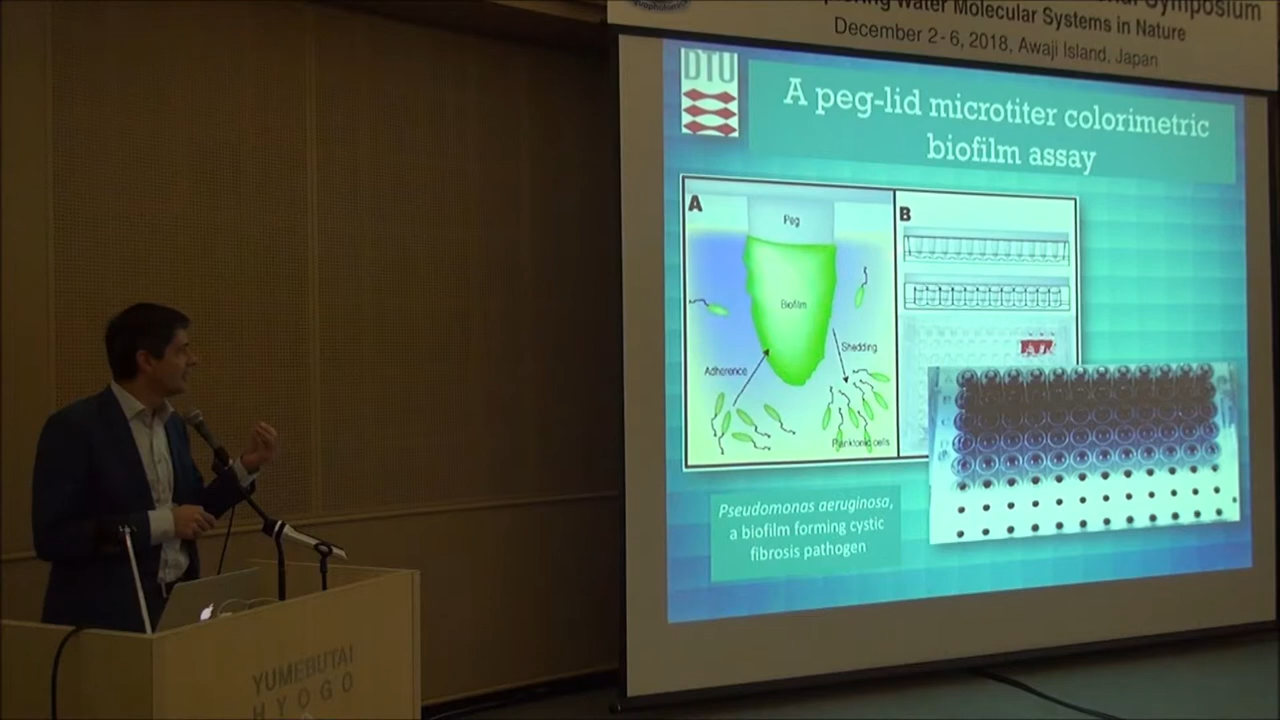 Symposium
Water Molecular Systems in Nature
December 2-6, 2018, Awaji Island, Japan
DTU
A peg-lid microtiter colorimetric
biofilm assay
A
Peg
Biofilm
Adherence
Shedding
Planktonic cells
B
Pseudomonas aeruginosa,
a biofilm forming cystic
fibrosis pathogen
YUMEBUTAI
HYOGO